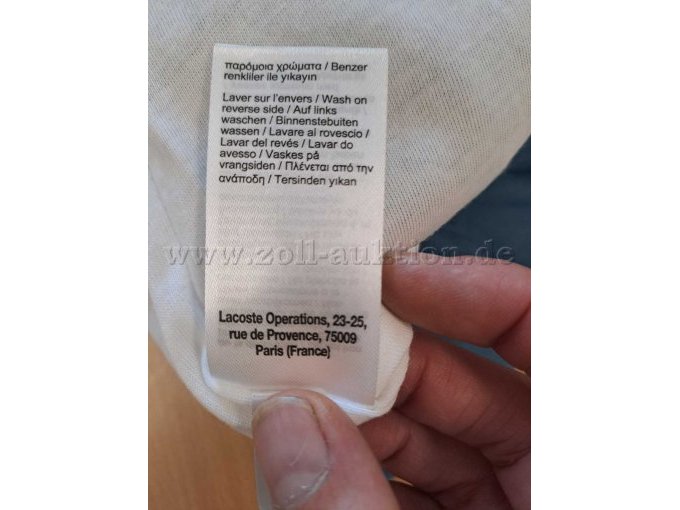 παρόμοια χρώματα / Benzer
renkliler ile yıkayın
Laver sur l'envers / Wash on
reverse side / Auf links
waschen / Binnenstebuiten
wassen / Lavare al rovescio /
Lavar del revés / Lavar do
avesso / Vaskes på
vrangsiden / Πλένεται από την
ανάποδη / Tersinden yıkan
www.zoll-auktion.de
Lacoste Operations, 23-25,
rue de Provence, 75009
Paris (France)